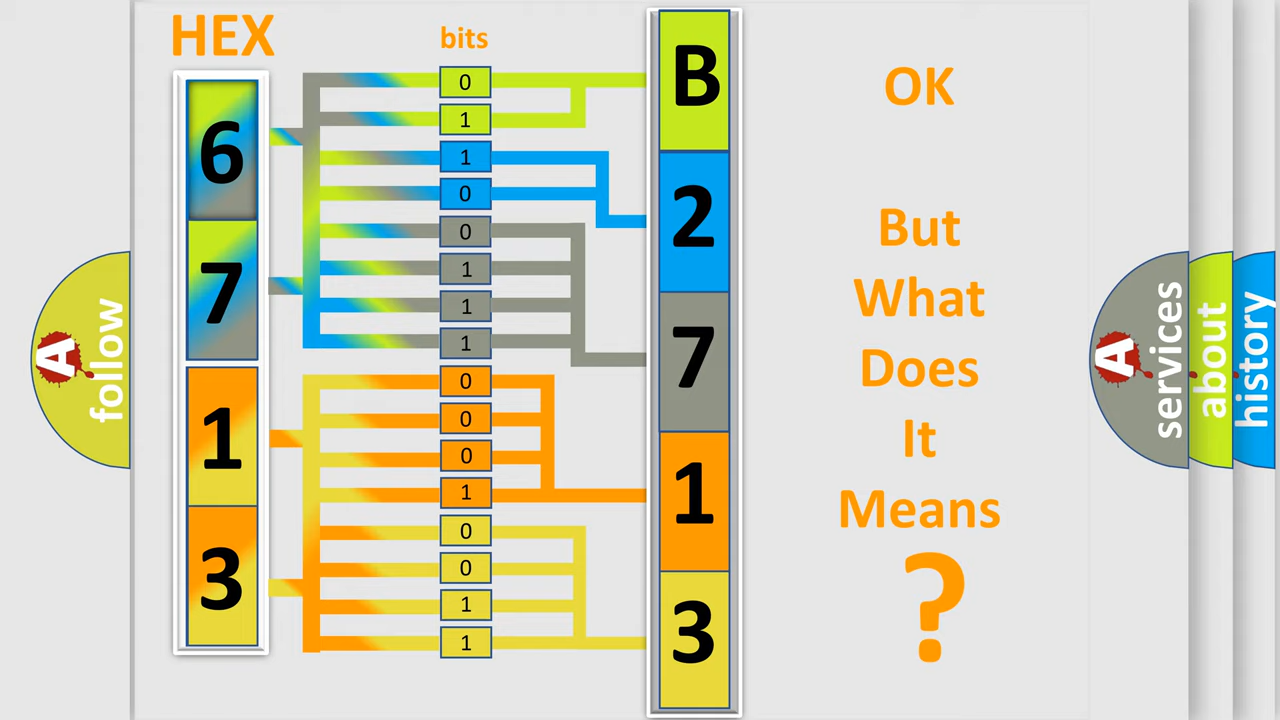 HEX
bits
6
7
1
3
0
1
1
0
0
1
1
1
0
0
0
1
0
0
1
1
B
2
7
1
3
OK
But
What
Does
It
Means
?
A
follow
A
services
about
history